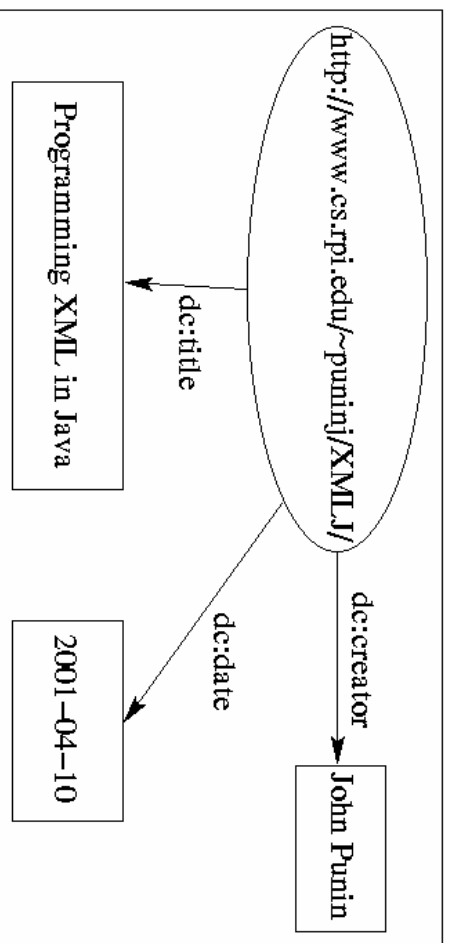 http://www.cs.rpi.edu/~puninj/XMLJ/
dc:creator
John Punin
dc:title
dc:date
Programming XML in Java
2001-04-10